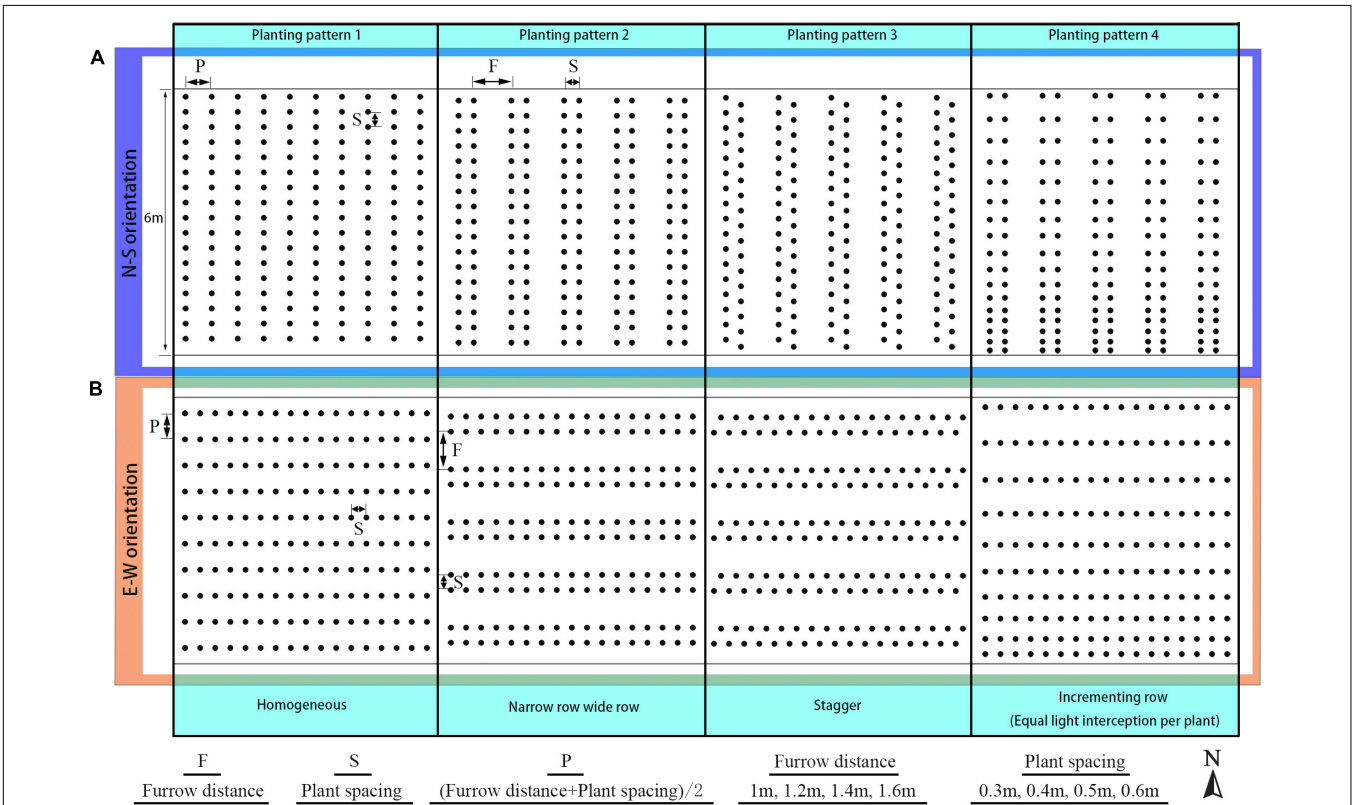 Planting pattern 1
Planting pattern 2
Planting pattern 3
Planting pattern 4
A
P
F
S
S
N-S orientation
6m
B
P
F
S
S
E-W orientation
Homogeneous
Narrow row wide row
Stagger
Incrementing row
(Equal light interception per plant)
F
Furrow distance
S
Plant spacing
P
(Furrow distance+Plant spacing)/2
Furrow distance
1m, 1.2m, 1.4m, 1.6m
Plant spacing
0.3m, 0.4m, 0.5m, 0.6m
N